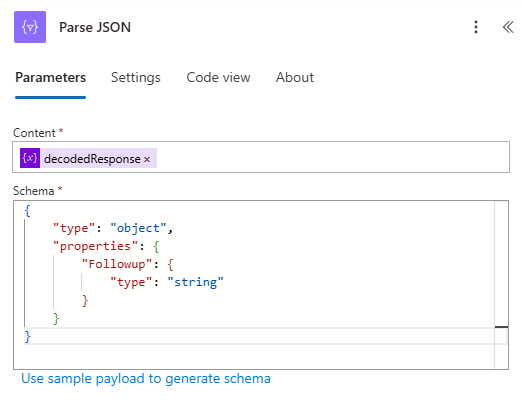 Parse JSON
Parameters Settings Code view About
Content *
{x} decodedResponse ×
Schema *
{
    "type": "object",
    "properties": {
        "Followup": {
            "type": "string"
        }
    }
}
Use sample payload to generate schema